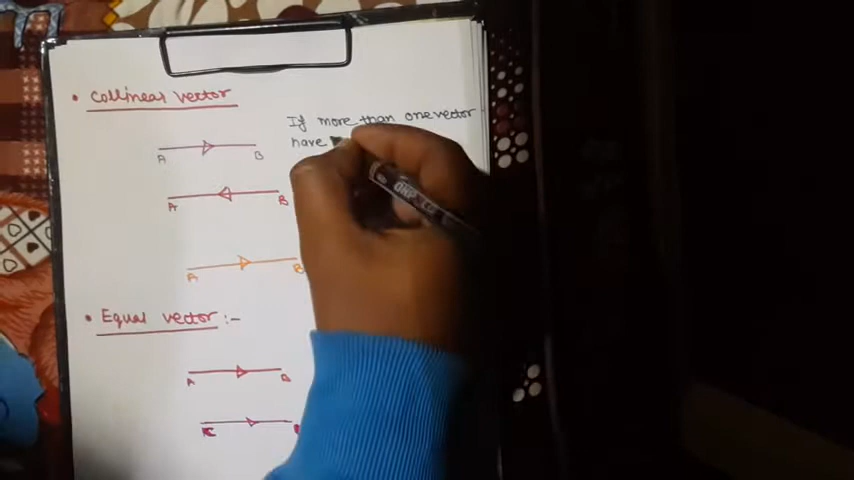 • Collinear vector
If more than one vector
have
A B
A B
A B
• Equal vector :-
A B
C